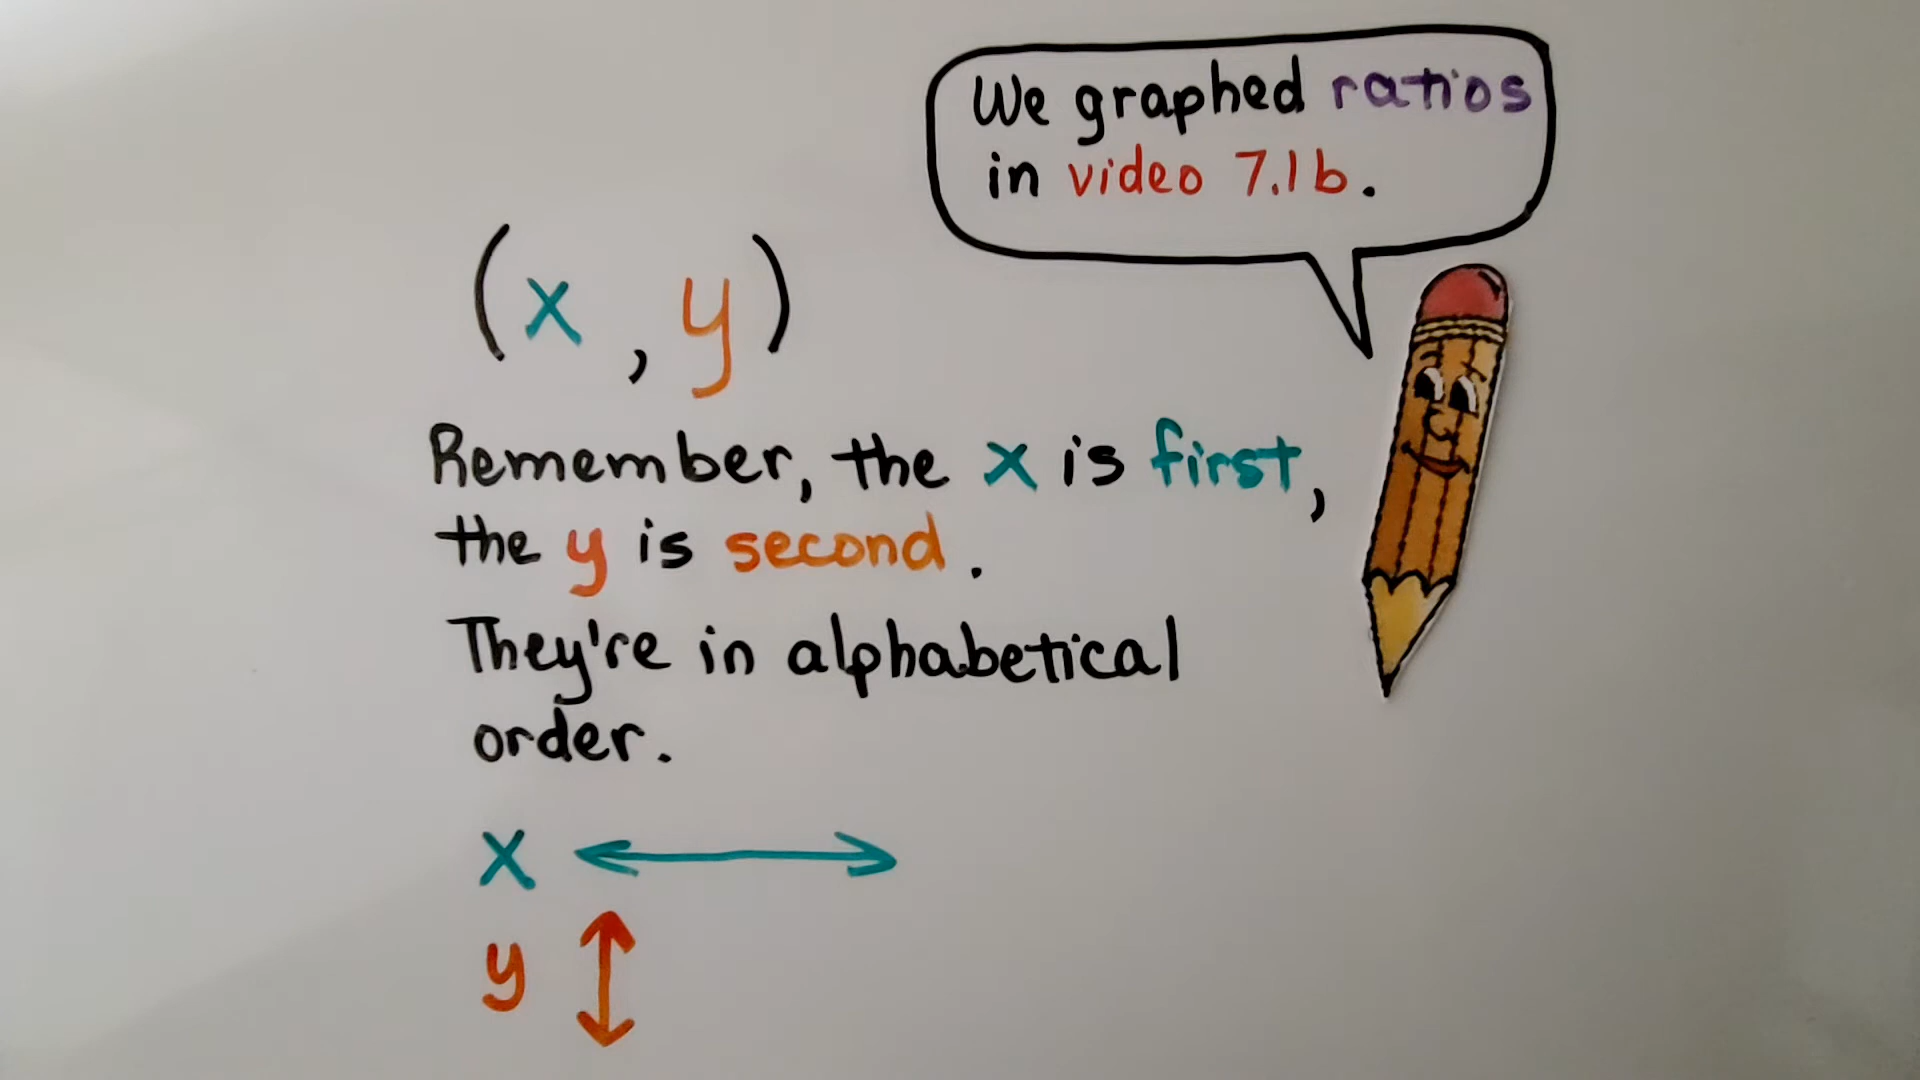 We graphed ratios
in video 7.1b.
(x, y)
Remember, the x is first,
the y is second.
They're in alphabetical
order.
x
y